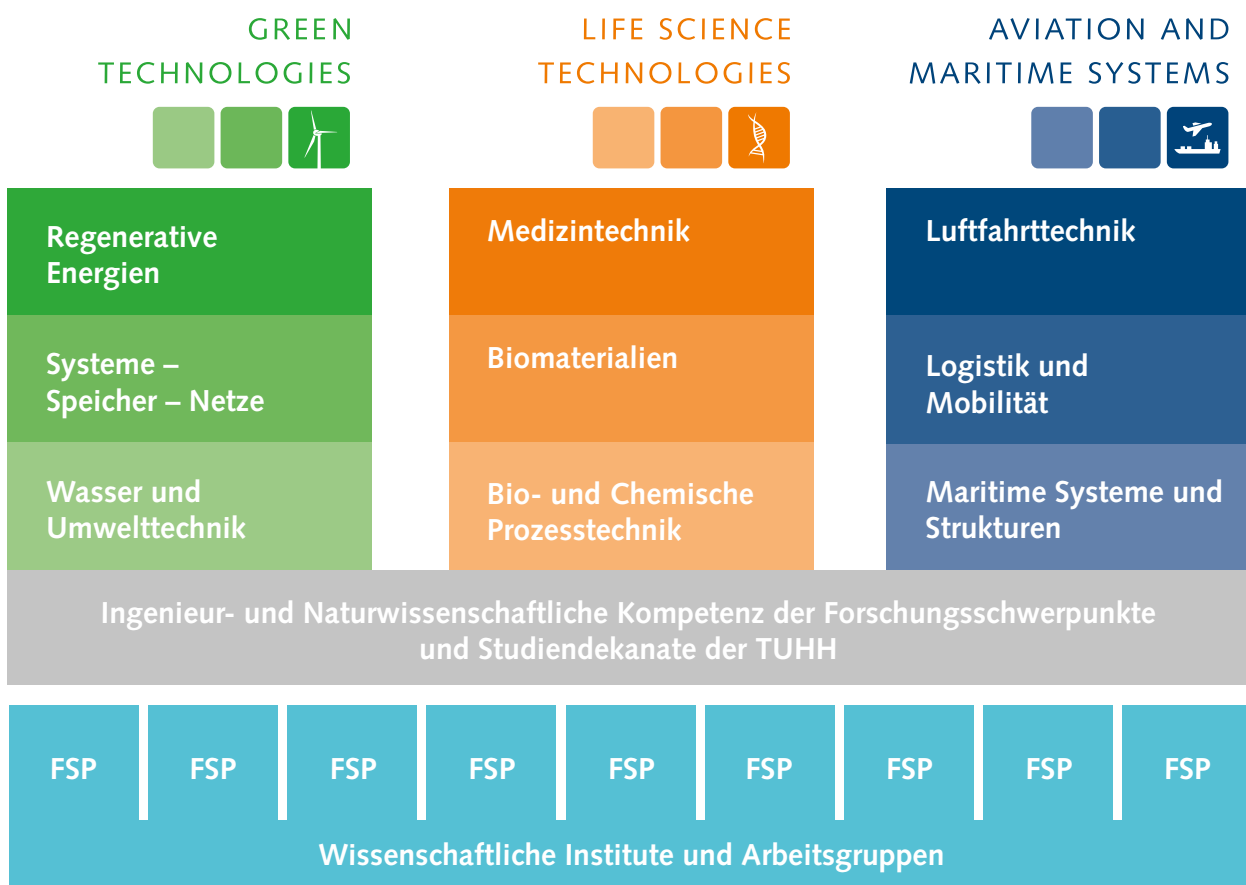 GREEN
TECHNOLOGIES
LIFE SCIENCE
TECHNOLOGIES
AVIATION AND
MARITIME SYSTEMS
Regenerative
Energien
Systeme –
Speicher – Netze
Wasser und
Umwelttechnik
Medizintechnik
Biomaterialien
Bio- und Chemische
Prozesstechnik
Luftfahrttechnik
Logistik und
Mobilität
Maritime Systeme und
Strukturen
Ingenieur- und Naturwissenschaftliche Kompetenz der Forschungsschwerpunkte
und Studiendekanate der TUHH
FSP FSP FSP FSP FSP FSP FSP FSP FSP
Wissenschaftliche Institute und Arbeitsgruppen